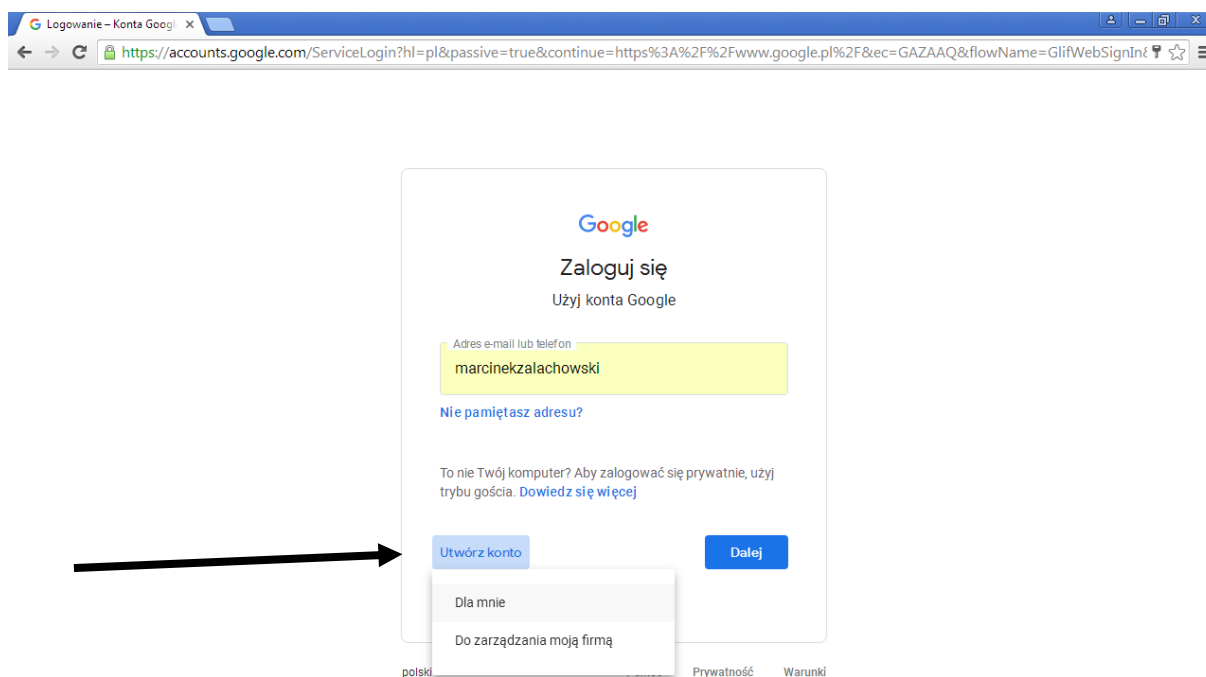 Logowanie – Konta Googl
https://accounts.google.com/ServiceLogin?hl=pl&passive=true&continue=https%3A%2F%2Fwww.google.pl%2F&ec=GAZAAQ&flowName=GlifWebSignIn&
Google
Zaloguj się
Użyj konta Google
Adres e-mail lub telefon
marcinekzalachowski
Nie pamiętasz adresu?
To nie Twój komputer? Aby zalogować się prywatnie, użyj
trybu gościa. Dowiedz się więcej
Utwórz konto Dalej
Dla mnie
Do zarządzania moją firmą
polski Prywatność Warunki